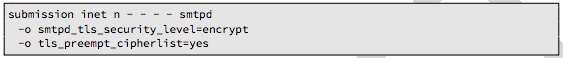 submission inet n - - - - smtpd
-o smtpd_tls_security_level=encrypt
-o tls_preempt_cipherlist=yes